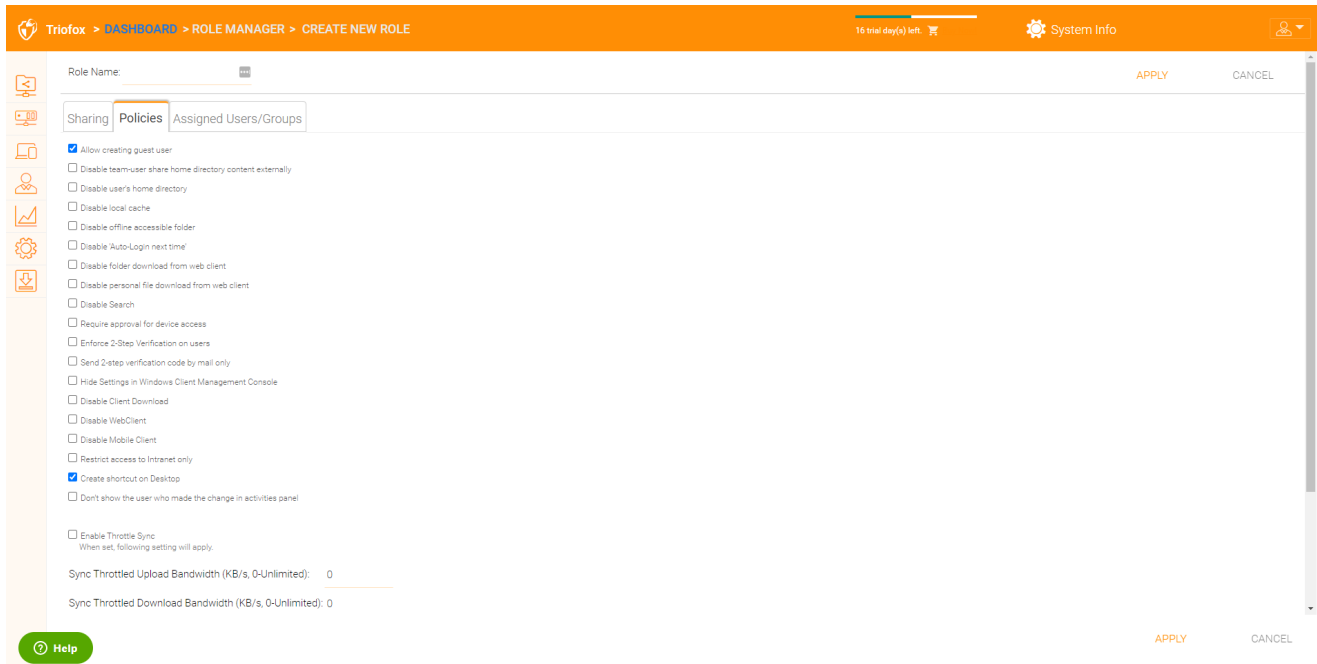 Triofox > DASHBOARD > ROLE MANAGER > CREATE NEW ROLE
16 trial day(s) left.
System Info
Role Name:
APPLY CANCEL
Sharing Policies Assigned Users/Groups
Allow creating guest user
Disable team-user share home directory content externally
Disable user's home directory
Disable local cache
Disable offline accessible folder
Disable 'Auto-Login next time'
Disable folder download from web client
Disable personal file download from web client
Disable Search
Require approval for device access
Enforce 2-Step Verification on users
Send 2-step verification code by mail only
Hide Settings in Windows Client Management Console
Disable Client Download
Disable WebClient
Disable Mobile Client
Restrict access to Intranet only
Create shortcut on Desktop
Don't show the user who made the change in activities panel
Enable Throttle Sync
When set, following setting will apply.
Sync Throttled Upload Bandwidth (KB/s, 0-Unlimited): 0
Sync Throttled Download Bandwidth (KB/s, 0-Unlimited): 0
Help
APPLY CANCEL